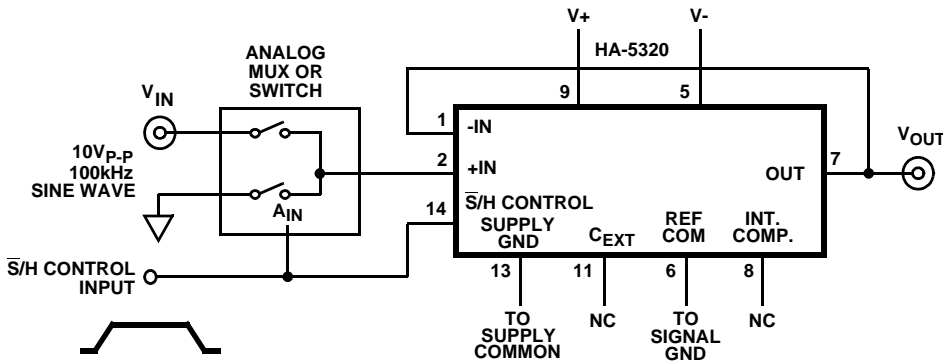 V+
V-
HA-5320
ANALOG
MUX OR
SWITCH
9
5
V_IN
1
-IN
V_OUT
10V_P-P
100kHz
SINE WAVE
2
+IN
7
OUT
A_IN
14
S̅/H CONTROL
SUPPLY
GND
C_EXT
REF
COM
INT.
COMP.
S̅/H CONTROL
INPUT
13
11
6
8
TO
SUPPLY
COMMON
NC
TO
SIGNAL
GND
NC